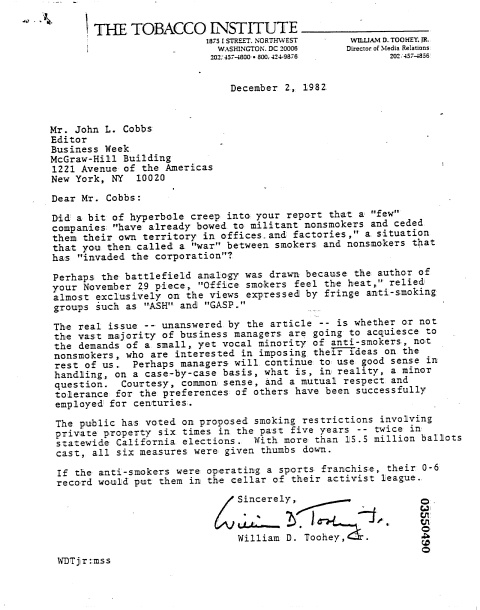 THE TOBACCO INSTITUTE
1875 I STREET, NORTHWEST
WASHINGTON, DC 20006
202/457-4800 • 800/424-9876
WILLIAM D. TOOHEY, JR.
Director of Media Relations
202/457-4856
December 2, 1982
Mr. John L. Cobbs
Editor
Business Week
McGraw-Hill Building
1221 Avenue of the Americas
New York, NY 10020
Dear Mr. Cobbs:
Did a bit of hyperbole creep into your report that a "few"
companies "have already bowed to militant nonsmokers and ceded
them their own territory in offices and factories," a situation
that you then called a "war" between smokers and nonsmokers that
has "invaded the corporation"?
Perhaps the battlefield analogy was drawn because the author of
your November 29 piece, "Office smokers feel the heat," relied
almost exclusively on the views expressed by fringe anti-smoking
groups such as "ASH" and "GASP."
The real issue -- unanswered by the article -- is whether or not
the vast majority of business managers are going to acquiesce to
the demands of a small, yet vocal minority of anti-smokers, not
nonsmokers, who are interested in imposing their ideas on the
rest of us. Perhaps managers will continue to use good sense in
handling, on a case-by-case basis, what is, in reality, a minor
question. Courtesy, common sense, and a mutual respect and
tolerance for the preferences of others have been successfully
employed for centuries.
The public has voted on proposed smoking restrictions involving
private property six times in the past five years -- twice in
statewide California elections. With more than 15.5 million ballots
cast, all six measures were given thumbs down.
If the anti-smokers were operating a sports franchise, their 0-6
record would put them in the cellar of their activist league.
Sincerely,
William D. Toohey Jr.
William D. Toohey, Jr.
WDTjr:mss
03550490